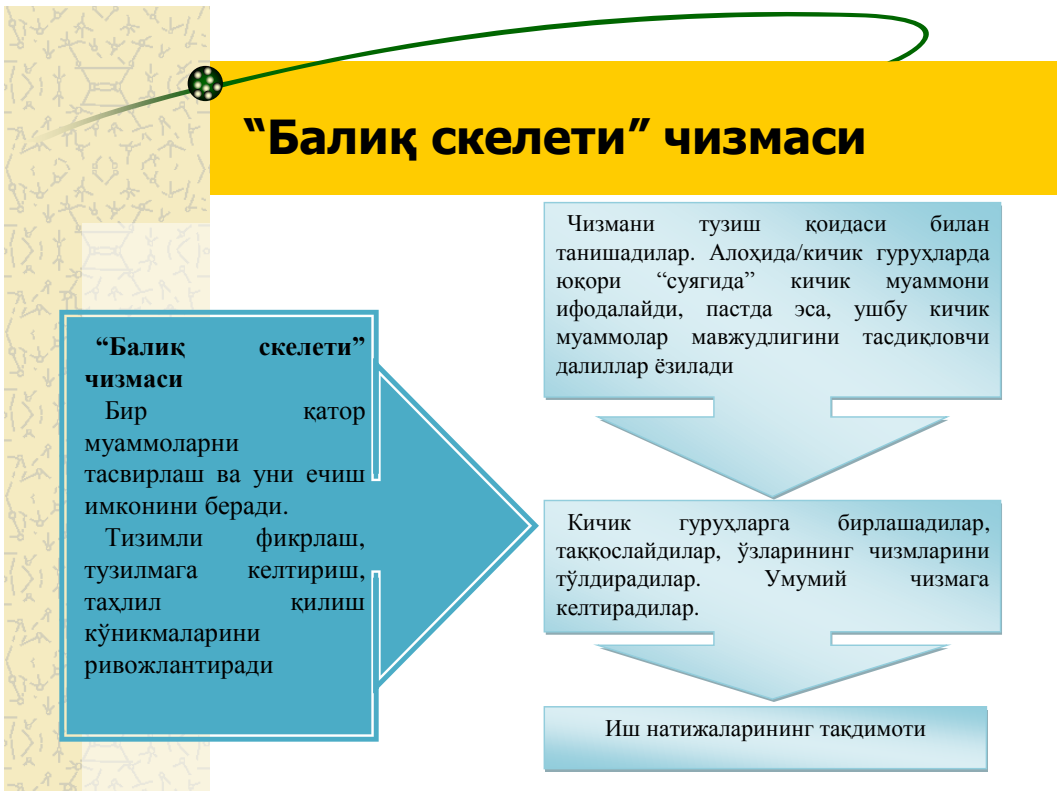 “Балиқ скелети” чизмаси
“Балиқ скелети”
чизмаси
Бир қатор
муаммоларни
тасвирлаш ва уни ечиш
имконини беради.
Тизимли фикрлаш,
тузилмага келтириш,
таҳлил қилиш
кўникмаларини
ривожлантиради
Чизмани тузиш қоидаси билан
танишадилар. Алоҳида/кичик гуруҳларда
юқори “суягида” кичик муаммони
ифодалайди, пастда эса, ушбу кичик
муаммолар мавжудлигини тасдиқловчи
далиллар ёзилади
Кичик гуруҳларга бирлашадилар,
таққослайдилар, ўзларининг чизмларини
тўлдирадилар. Умумий чизмага
келтирадилар.
Иш натижаларининг тақдимоти